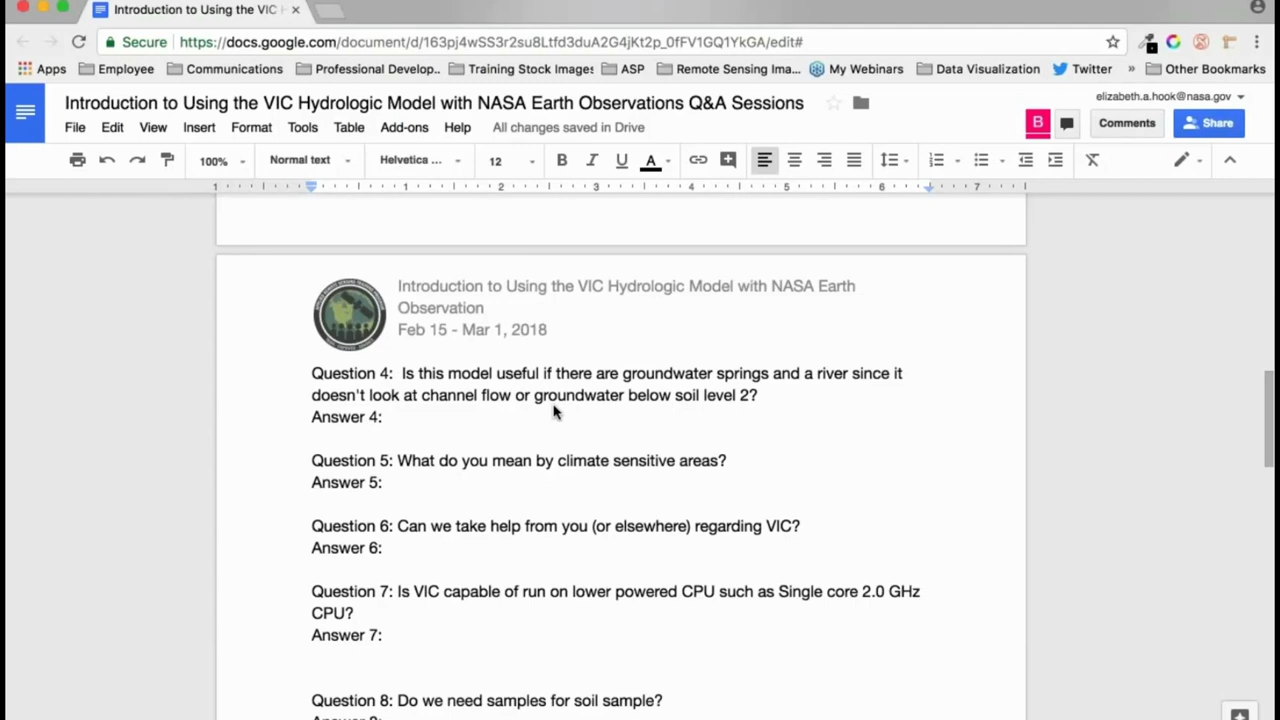 Introduction to Using the VIC H
Secure https://docs.google.com/document/d/163pj4wSS3r2su8Ltfd3duA2G4jKt2p_0fFV1GQ1YkGA/edit#
Apps Employee Communications Professional Develop.. Training Stock Images ASP Remote Sensing Ima... My Webinars Data Visualization Twitter » Other Bookmarks
Introduction to Using the VIC Hydrologic Model with NASA Earth Observations Q&A Sessions
elizabeth.a.hook@nasa.gov
File Edit View Insert Format Tools Table Add-ons Help All changes saved in Drive
B Comments Share
100% Normal text Helvetica ... 12 B I U A
1 1 2 3 4 5 6 7
Introduction to Using the VIC Hydrologic Model with NASA Earth
Observation
Feb 15 - Mar 1, 2018
Question 4: Is this model useful if there are groundwater springs and a river since it
doesn't look at channel flow or groundwater below soil level 2?
Answer 4:
Question 5: What do you mean by climate sensitive areas?
Answer 5:
Question 6: Can we take help from you (or elsewhere) regarding VIC?
Answer 6:
Question 7: Is VIC capable of run on lower powered CPU such as Single core 2.0 GHz
CPU?
Answer 7:
Question 8: Do we need samples for soil sample?